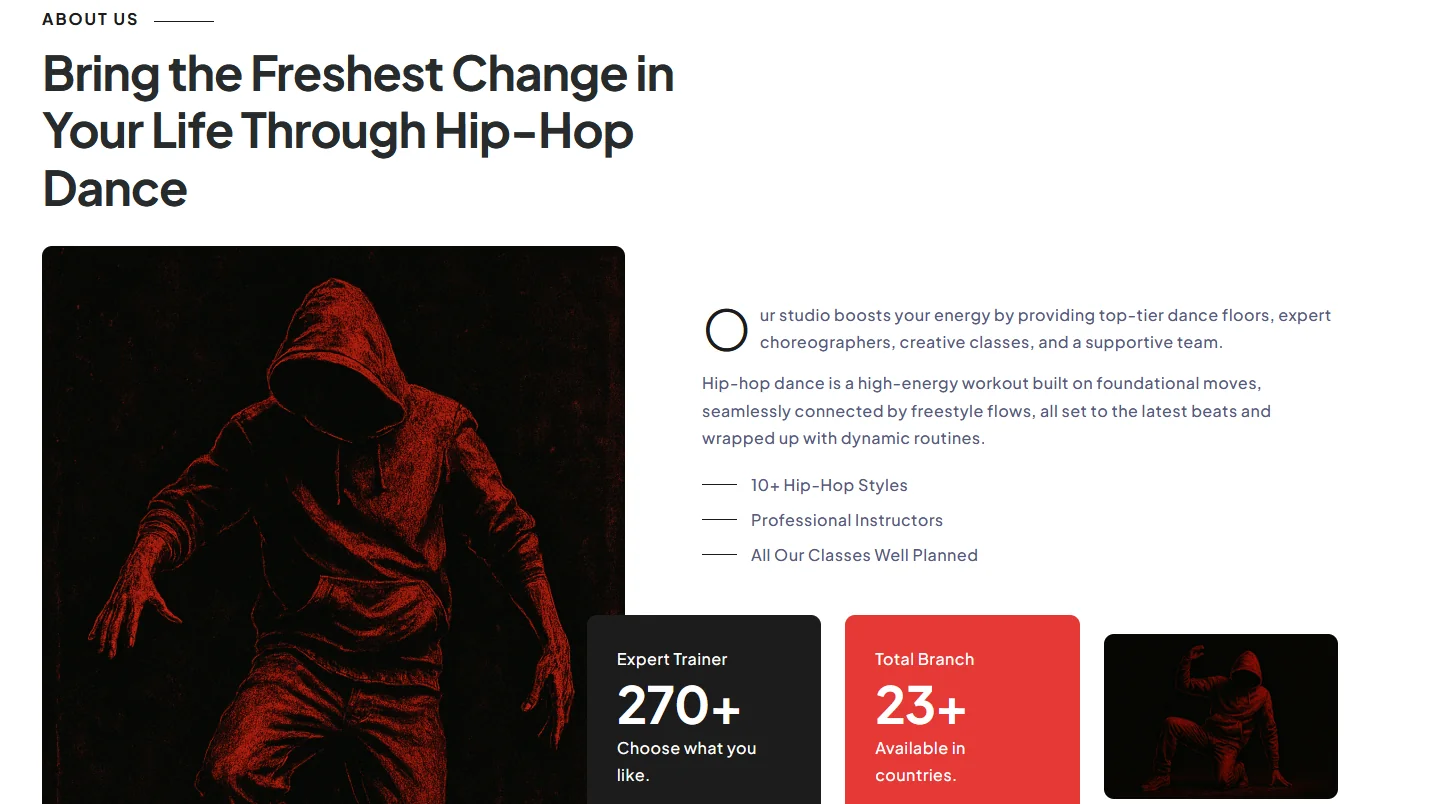 ABOUT US
Bring the Freshest Change in
Your Life Through Hip-Hop
Dance
Our studio boosts your energy by providing top-tier dance floors, expert
choreographers, creative classes, and a supportive team.
Hip-hop dance is a high-energy workout built on foundational moves,
seamlessly connected by freestyle flows, all set to the latest beats and
wrapped up with dynamic routines.
10+ Hip-Hop Styles
Professional Instructors
All Our Classes Well Planned
Expert Trainer
270+
Choose what you
like.
Total Branch
23+
Available in
countries.